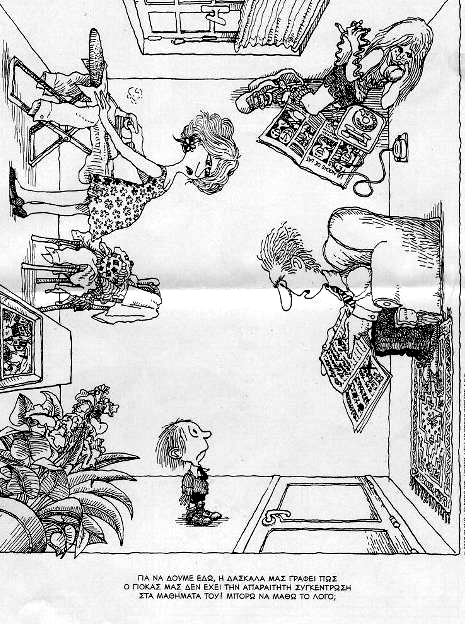 ΓΙΑ ΝΑ ΔΟΥΜΕ ΕΔΩ, Η ΔΑΣΚΑΛΑ ΜΑΣ ΓΡΑΦΕΙ ΠΩΣ
Ο ΓΙΟΚΑΣ ΜΑΣ ΔΕΝ ΕΧΕΙ ΤΗΝ ΑΠΑΡΑΙΤΗΤΗ ΣΥΓΚΕΝΤΡΩΣΗ
ΣΤΑ ΜΑΘΗΜΑΤΑ ΤΟΥ! ΜΠΟΡΩ ΝΑ ΜΑΘΩ ΤΟ ΛΟΓΟ;